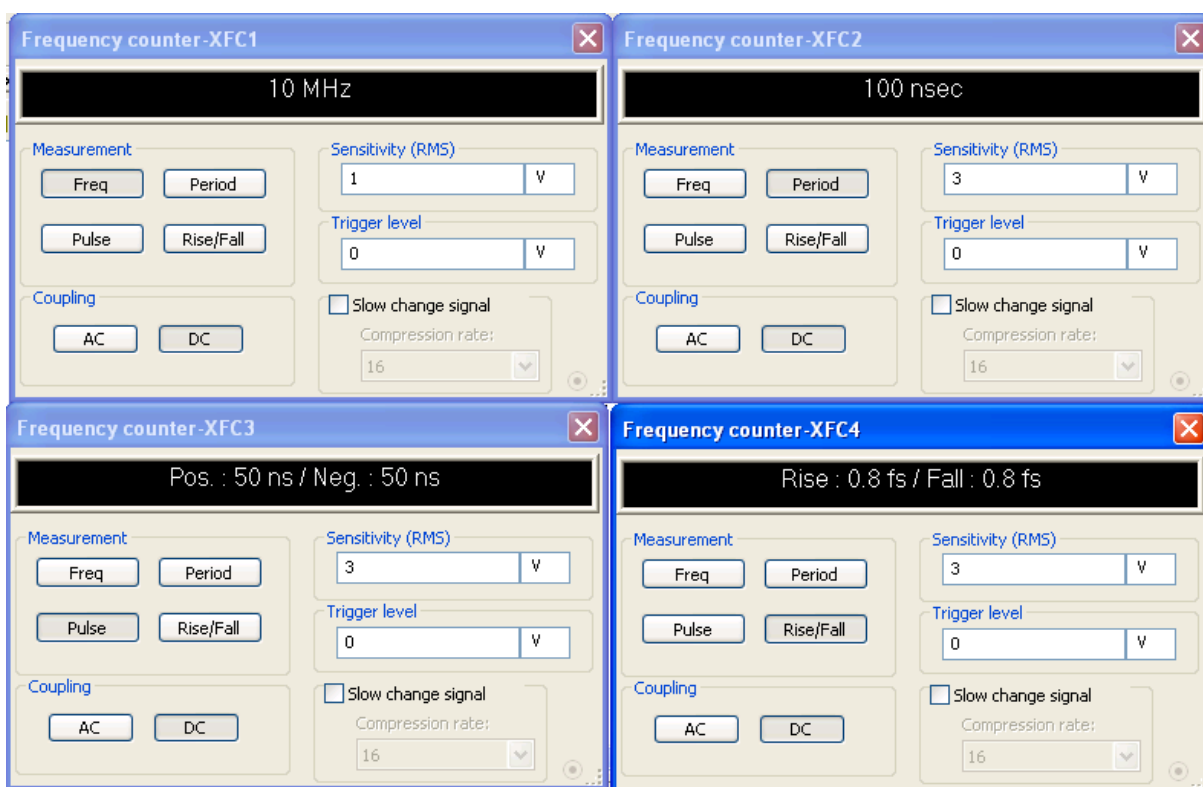 Frequency counter-XFC1
10 MHz
Measurement
Freq Period
Pulse Rise/Fall
Sensitivity (RMS)
1 V
Trigger level
0 V
Coupling
AC DC
Slow change signal
Compression rate:
16
Frequency counter-XFC2
100 nsec
Measurement
Freq Period
Pulse Rise/Fall
Sensitivity (RMS)
3 V
Trigger level
0 V
Coupling
AC DC
Slow change signal
Compression rate:
16
Frequency counter-XFC3
Pos. : 50 ns / Neg. : 50 ns
Measurement
Freq Period
Pulse Rise/Fall
Sensitivity (RMS)
3 V
Trigger level
0 V
Coupling
AC DC
Slow change signal
Compression rate:
16
Frequency counter-XFC4
Rise : 0.8 fs / Fall : 0.8 fs
Measurement
Freq Period
Pulse Rise/Fall
Sensitivity (RMS)
3 V
Trigger level
0 V
Coupling
AC DC
Slow change signal
Compression rate:
16